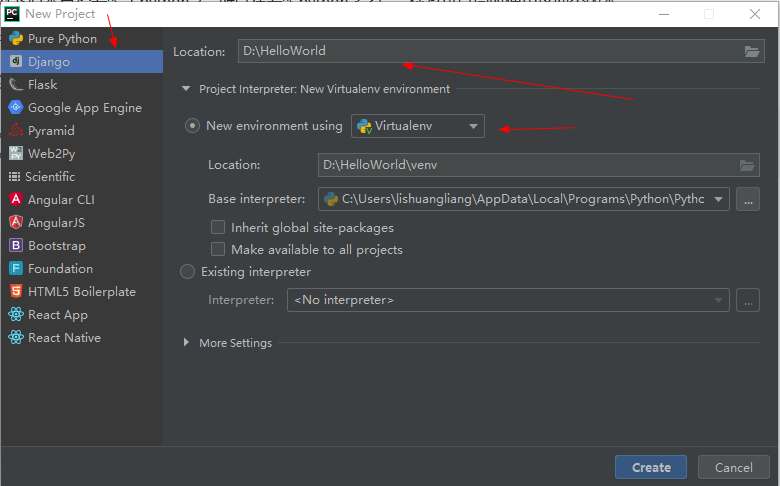 New Project
Pure Python
Django
Flask
Google App Engine
Pyramid
Web2Py
Scientific
Angular CLI
AngularJS
Bootstrap
Foundation
HTML5 Boilerplate
React App
React Native
Location: D:\HelloWorld
Project Interpreter: New Virtualenv environment
New environment using Virtualenv
Location: D:\HelloWorld\venv
Base interpreter: C:\Users\lishuangliang\AppData\Local\Programs\Python\Pythc
...
Inherit global site-packages
Make available to all projects
Existing interpreter
Interpreter: <No interpreter>
...
More Settings
Create
Cancel